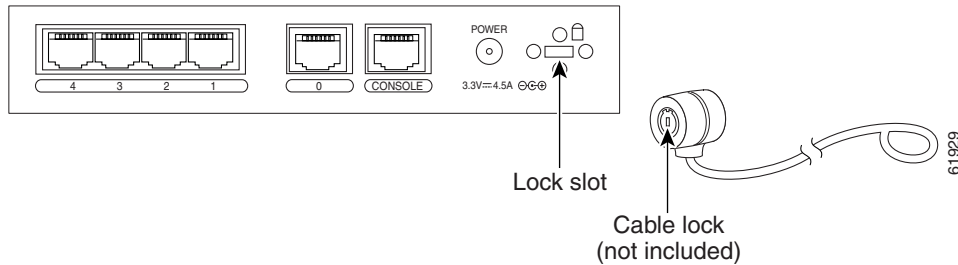 POWER
4 3 2 1 0 CONSOLE 3.3V⎓4.5A
Lock slot
Cable lock
(not included)
61929